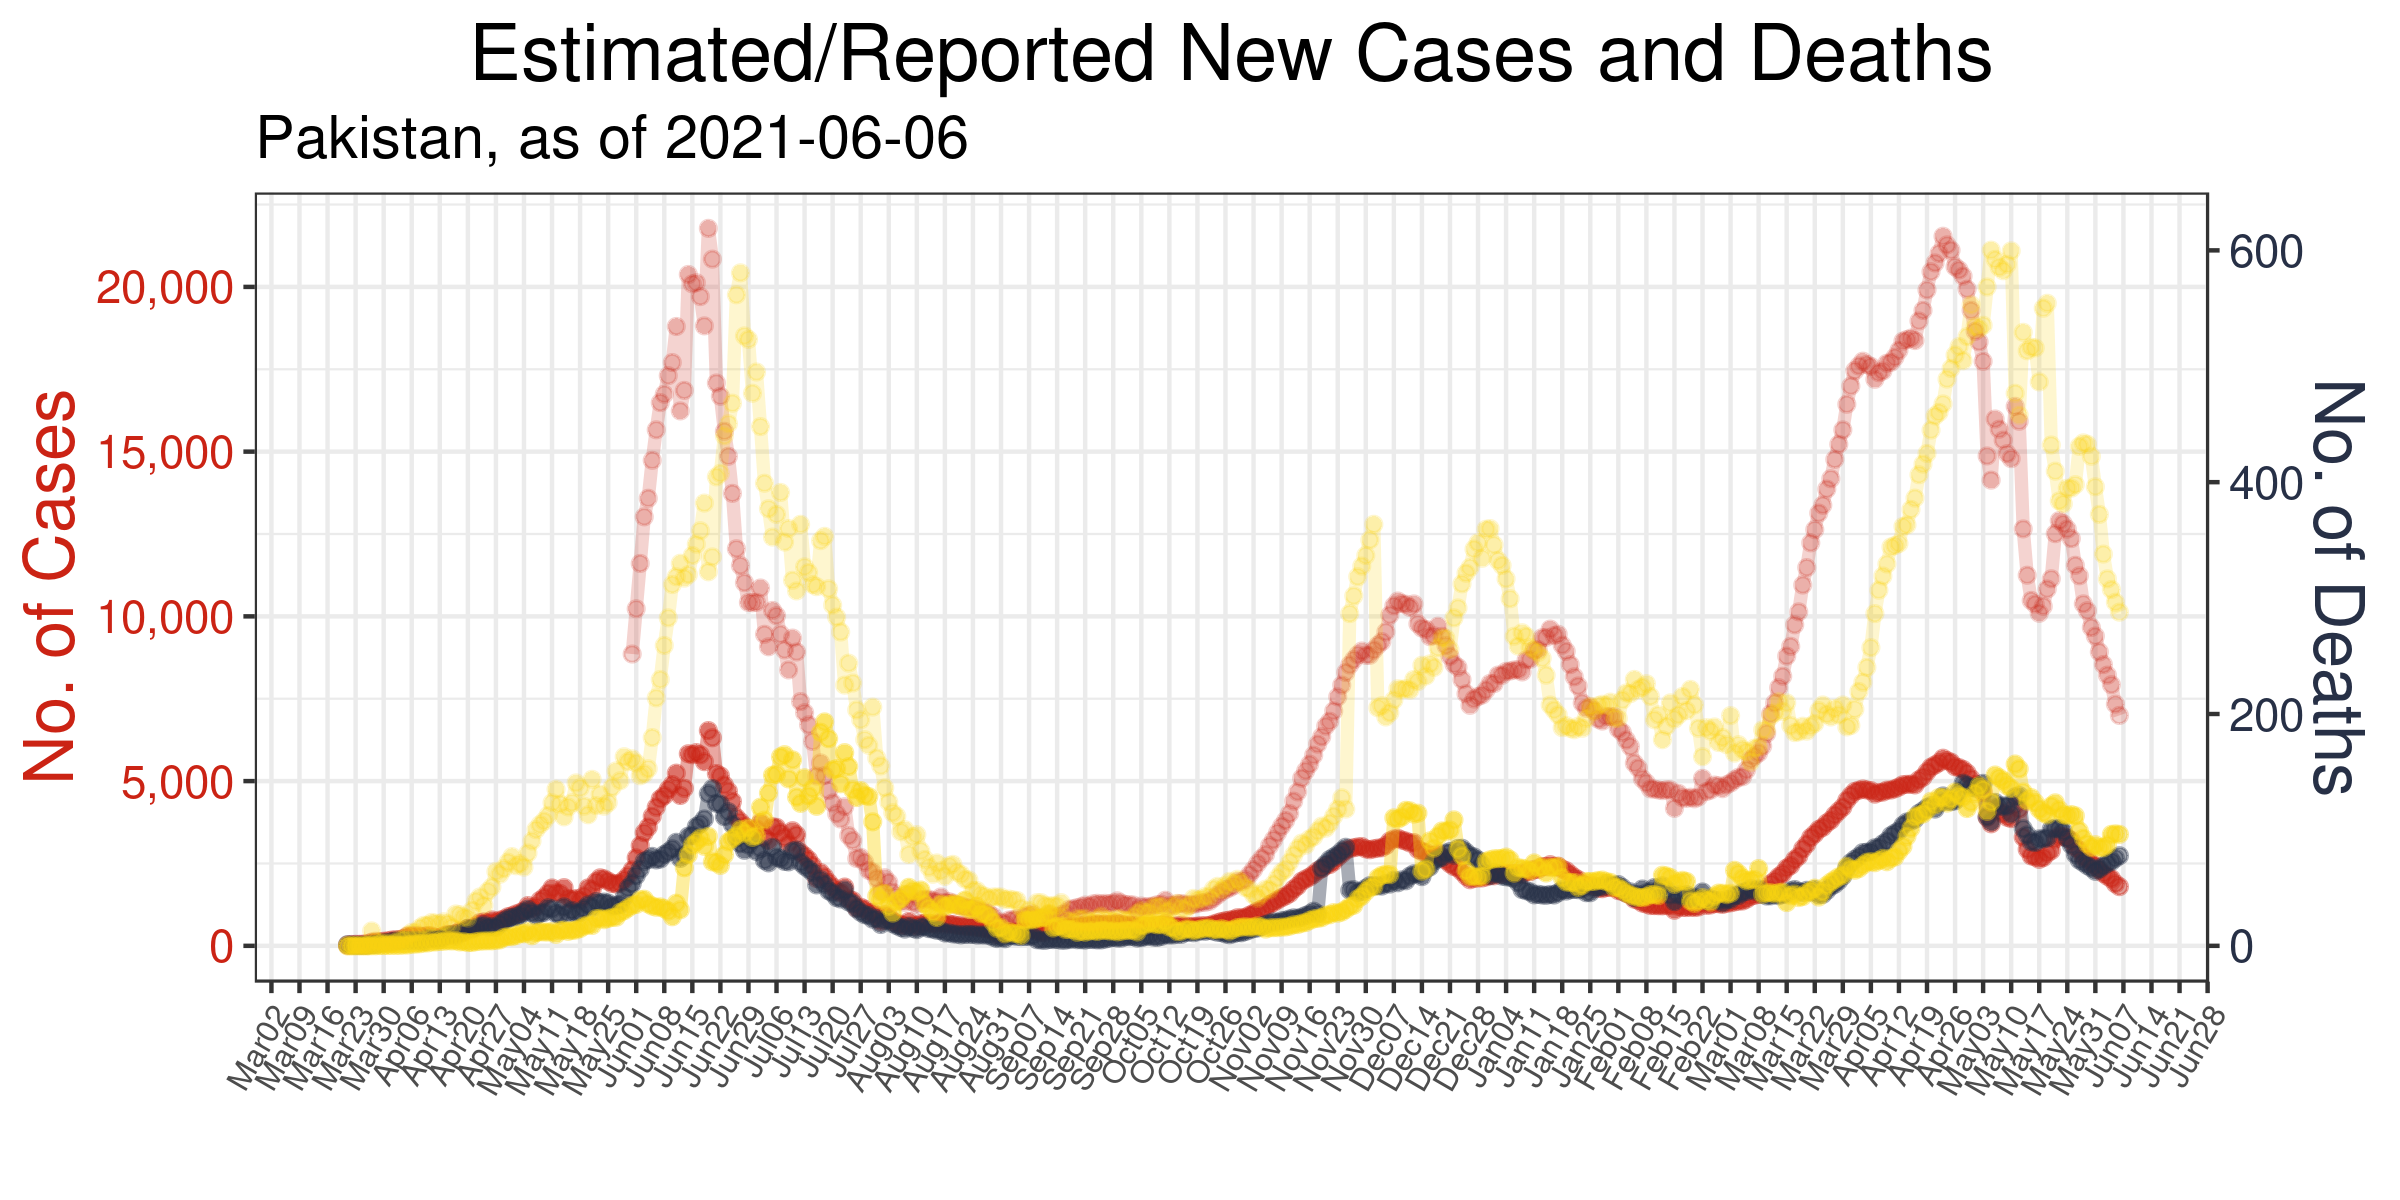 Estimated/Reported New Cases and Deaths
Pakistan, as of 2021-06-06
No. of Cases
20,000
15,000
10,000
5,000
0
600
400
200
0
No. of Deaths
Mar02
Mar09
Mar16
Mar23
Mar30
Apr06
Apr13
Apr20
Apr27
May04
May11
May18
May25
Jun01
Jun08
Jun15
Jun22
Jun29
Jul06
Jul13
Jul20
Jul27
Aug03
Aug10
Aug17
Aug24
Aug31
Sep07
Sep14
Sep21
Sep28
Oct05
Oct12
Oct19
Oct26
Nov02
Nov09
Nov16
Nov23
Nov30
Dec07
Dec14
Dec21
Dec28
Jan04
Jan11
Jan18
Jan25
Feb01
Feb08
Feb15
Feb22
Mar01
Mar08
Mar15
Mar22
Mar29
Apr05
Apr12
Apr19
Apr26
May03
May10
May17
May24
May31
Jun07
Jun14
Jun21
Jun28